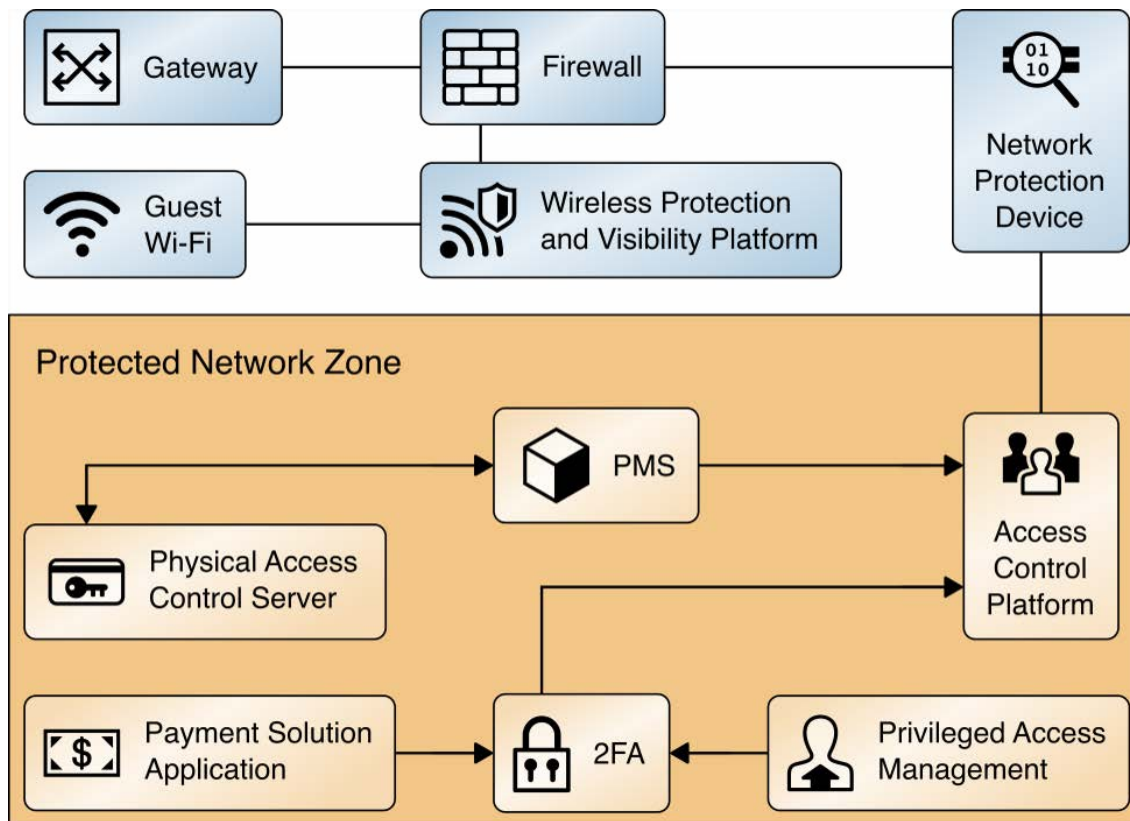 Gateway
Firewall
01
10
Network
Protection
Device
Guest
Wi-Fi
Wireless Protection
and Visibility Platform
Protected Network Zone
PMS
Access
Control
Platform
Physical Access
Control Server
Payment Solution
Application
$
2FA
Privileged Access
Management